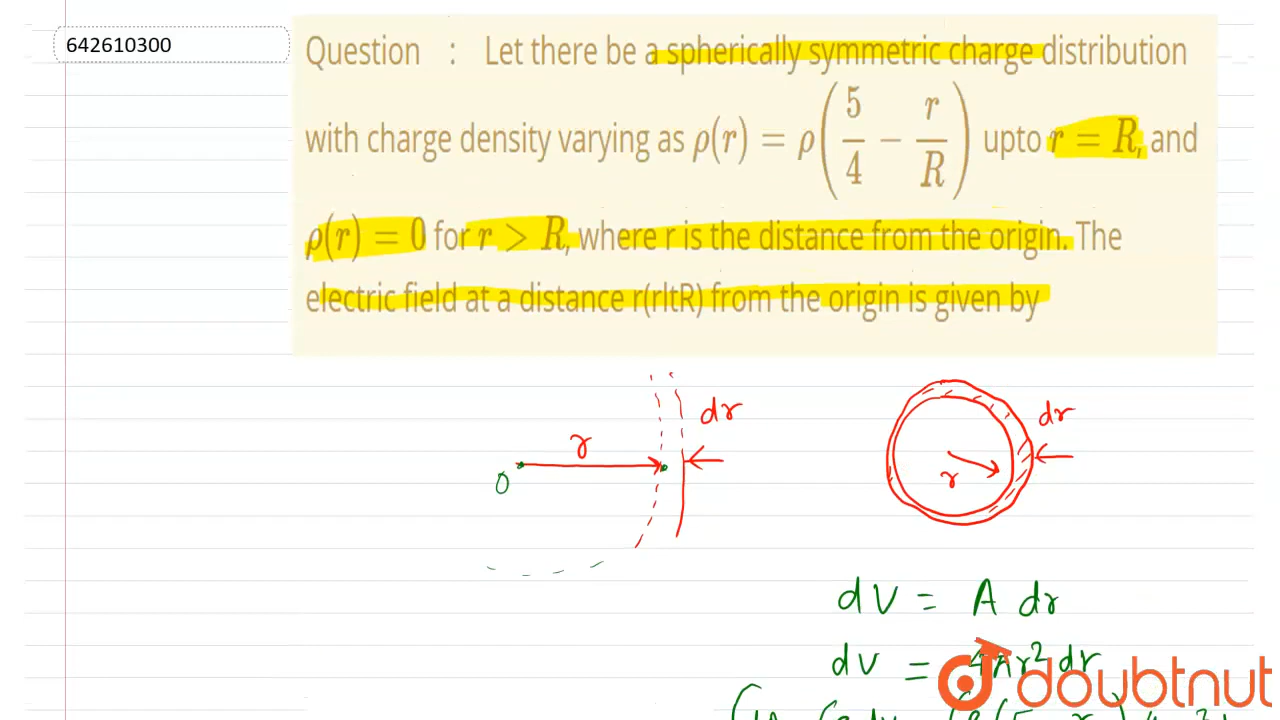 642610300
Question : Let there be a spherically symmetric charge distribution
with charge density varying as ρ(r) = ρ(5/4 − r/R) upto r = R, and
ρ(r) = 0 for r > R, where r is the distance from the origin. The
electric field at a distance r(rltR) from the origin is given by
dr
dr
r
O
r
dV = A dr
dV = 4πr² dr
doubtnut